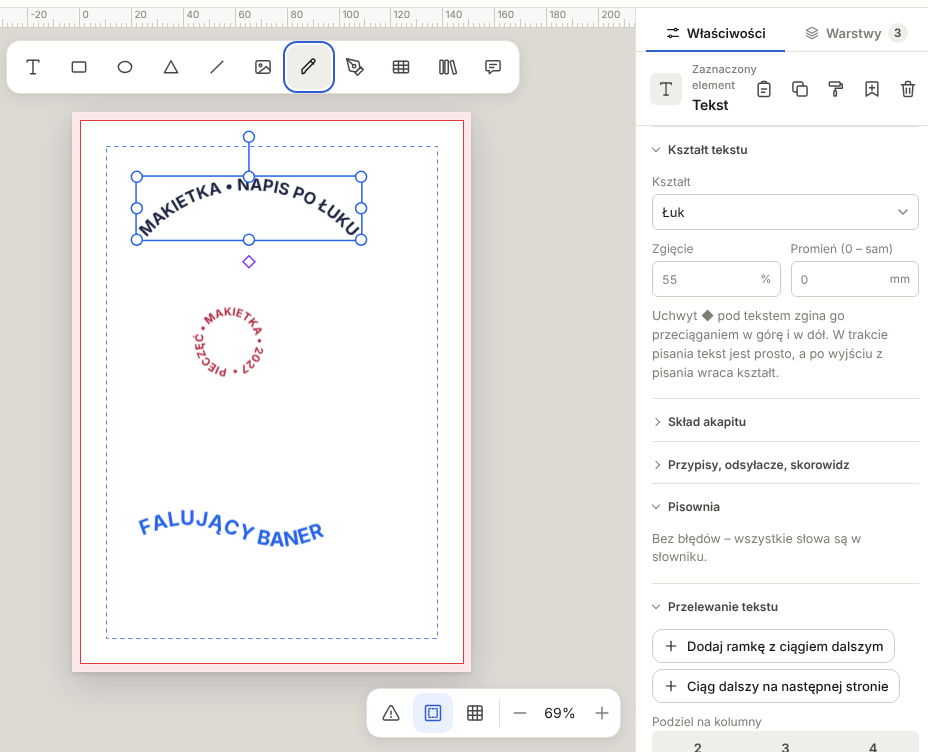 -20 0 20 40 60 80 100 120 140 160 180 200
Właściwości
Warstwy 3
Zaznaczony
element
Tekst
Kształt tekstu
Kształt
Łuk
Zgięcie
Promień (0 – sam)
55 %
0 mm
Uchwyt ◆ pod tekstem zgina go
przeciąganiem w górę i w dół. W trakcie
pisania tekst jest prosto, a po wyjściu z
pisania wraca kształt.
Skład akapitu
Przypisy, odsyłacze, skorowidz
Pisownia
Bez błędów – wszystkie słowa są w
słowniku.
Przelewanie tekstu
Dodaj ramkę z ciągiem dalszym
Ciąg dalszy na następnej stronie
Podziel na kolumny
2 3 4
MAKIETKA • NAPIS PO ŁUKU
PIECZĘĆ • MAKIETKA • 2027 •
FALUJĄCY BANER
69%